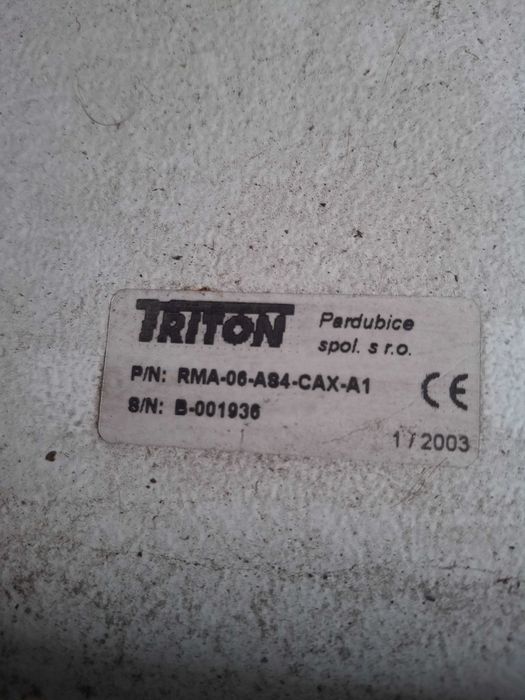 TRITON Pardubice
spol. s r.o.
P/N: RMA-06-AS4-CAX-A1
S/N: B-001936
CE
1 / 2003